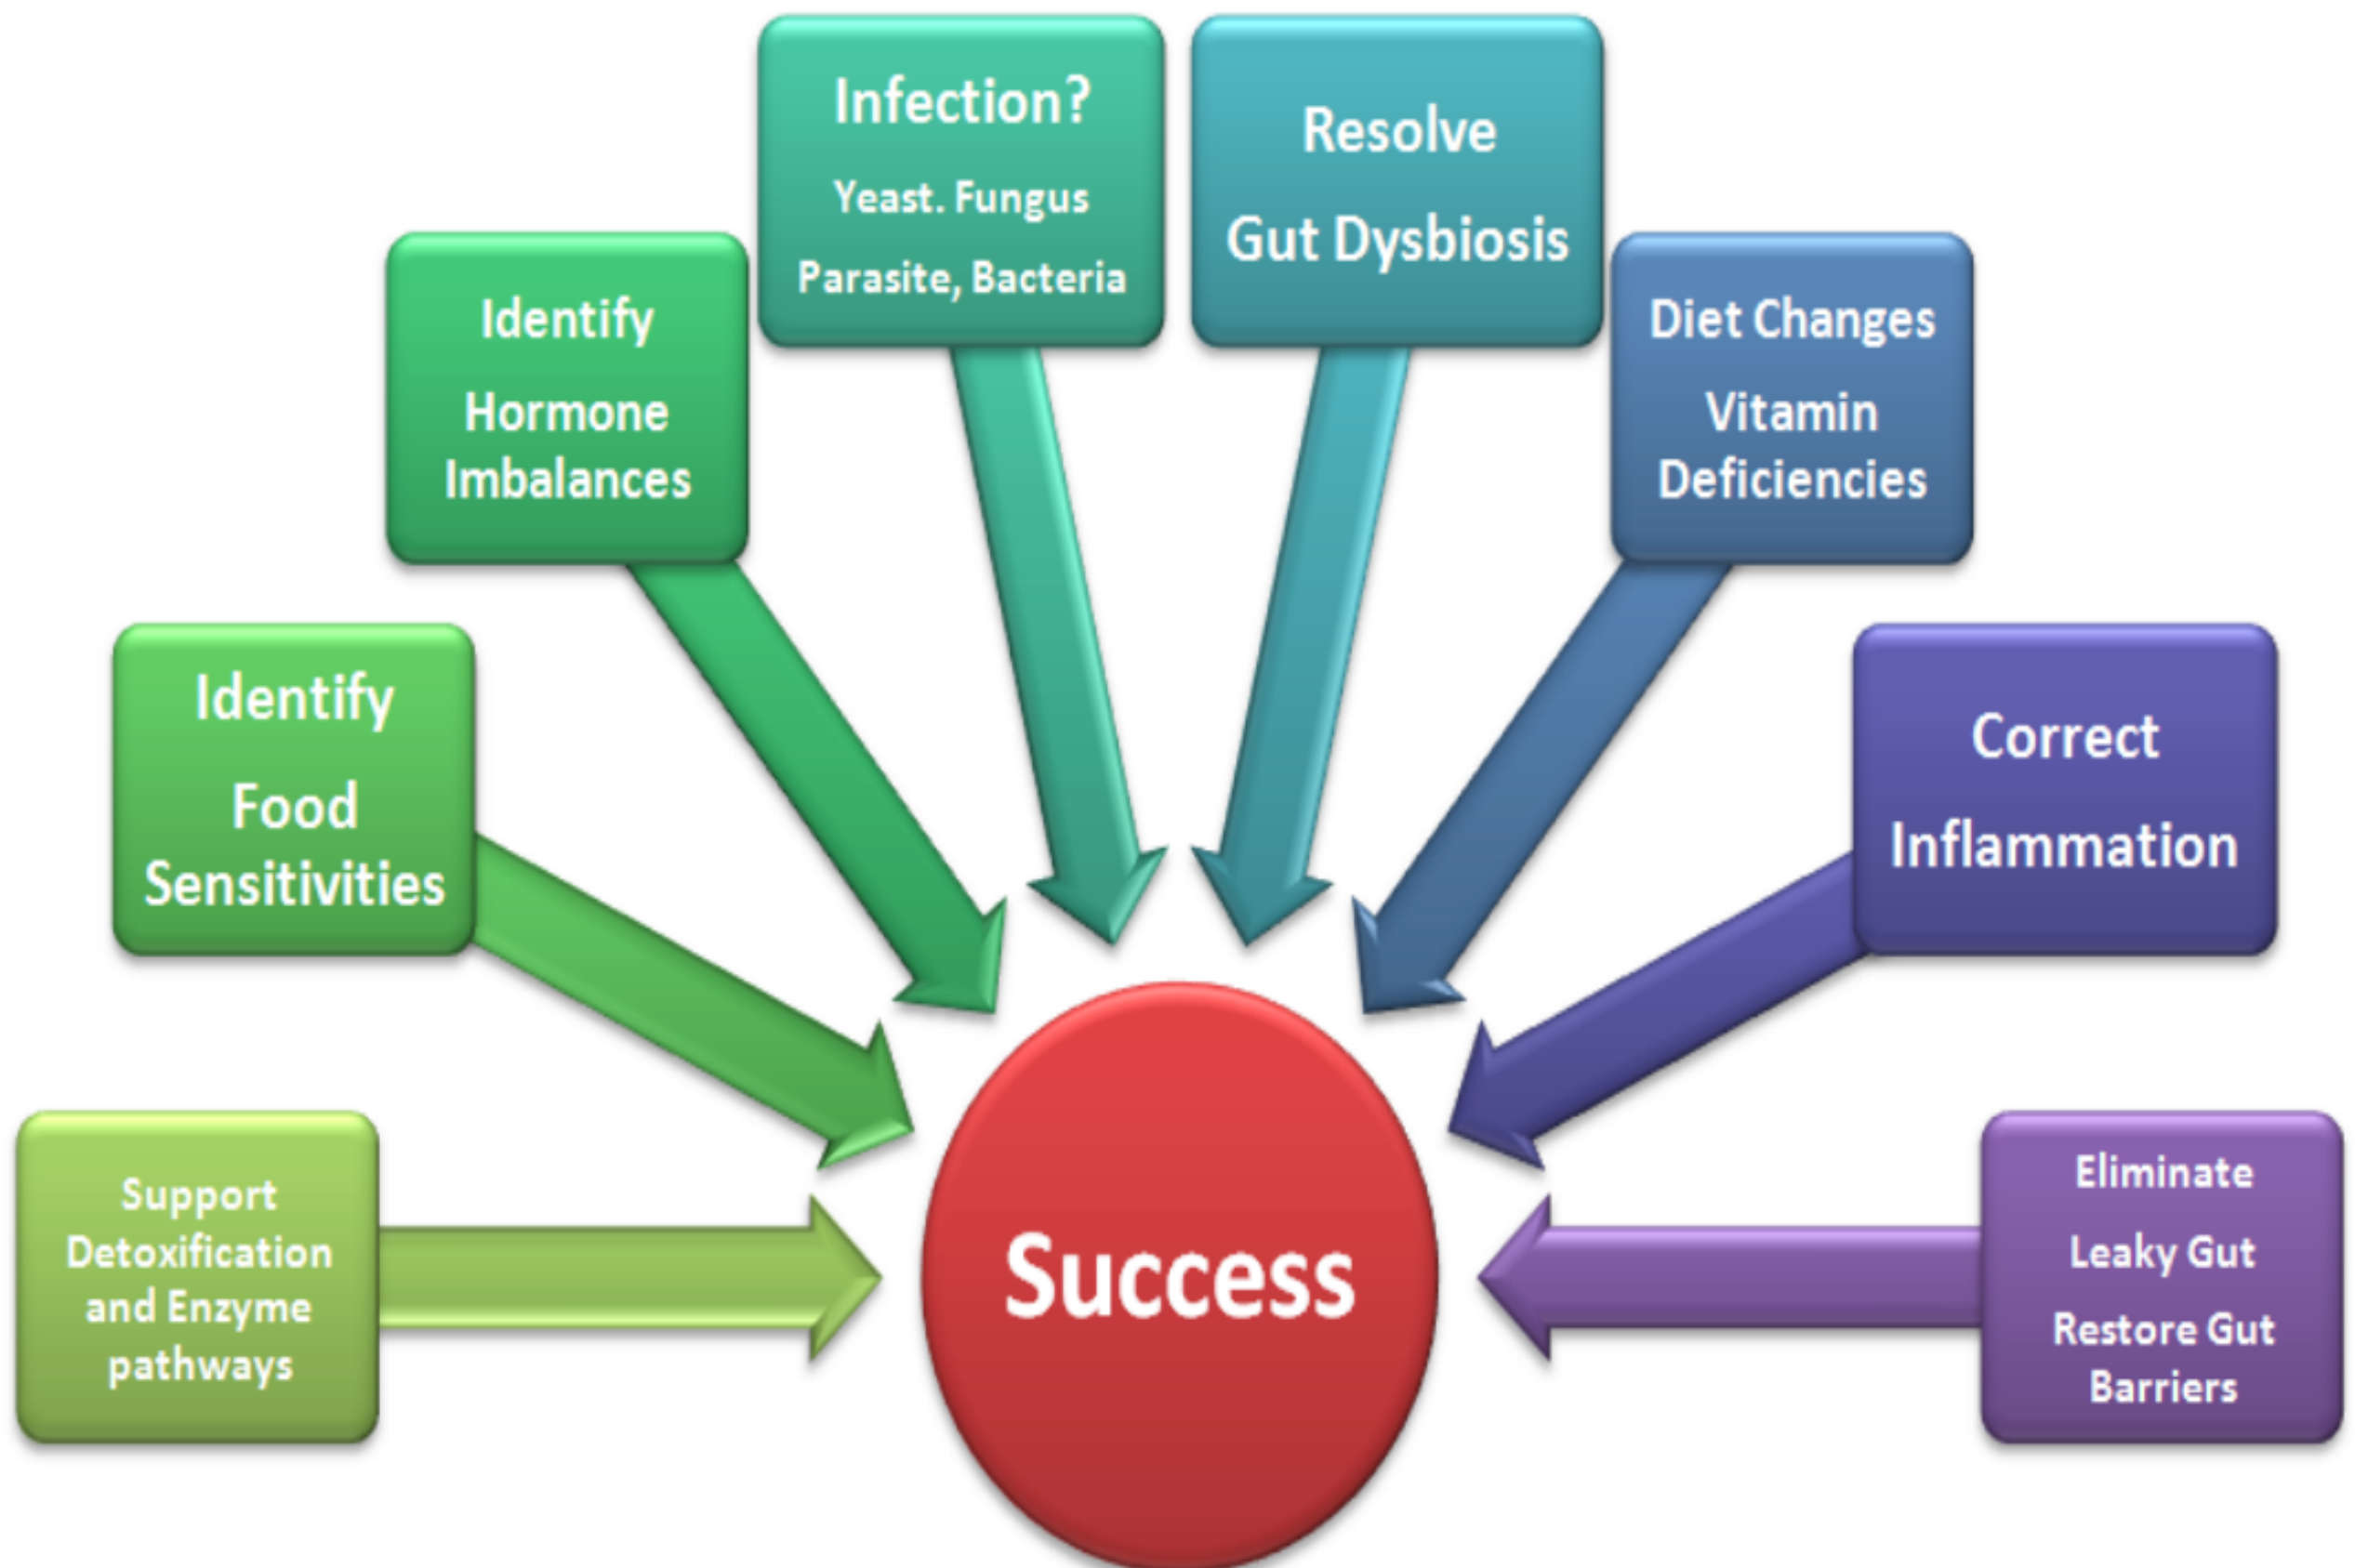 Infection?
Yeast. Fungus
Parasite, Bacteria
Resolve
Gut Dysbiosis
Identify
Hormone
Imbalances
Diet Changes
Vitamin
Deficiencies
Identify
Food
Sensitivities
Correct
Inflammation
Support
Detoxification
and Enzyme
pathways
Success
Eliminate
Leaky Gut
Restore Gut
Barriers